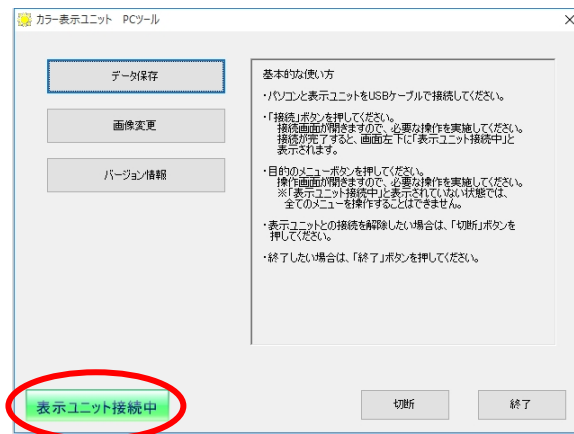 カラー表示ユニット PCツール
データ保存
画像変更
バージョン情報
基本的な使い方
・パソコンと表示ユニットをUSBケーブルで接続してください。
・「接続」ボタンを押してください。
接続画面が開きますので、必要な操作を実施してください。
接続が完了すると、画面左下に「表示ユニット接続中」と
表示されます。
・目的のメニューボタンを押してください。
操作画面が開きますので、必要な操作を実施してください。
※「表示ユニット接続中」と表示されていない状態では、
全てのメニューを操作することはできません。
・表示ユニットとの接続を解除したい場合は、「切断」ボタンを
押してください。
・終了したい場合は、「終了」ボタンを押してください。
表示ユニット接続中
切断
終了